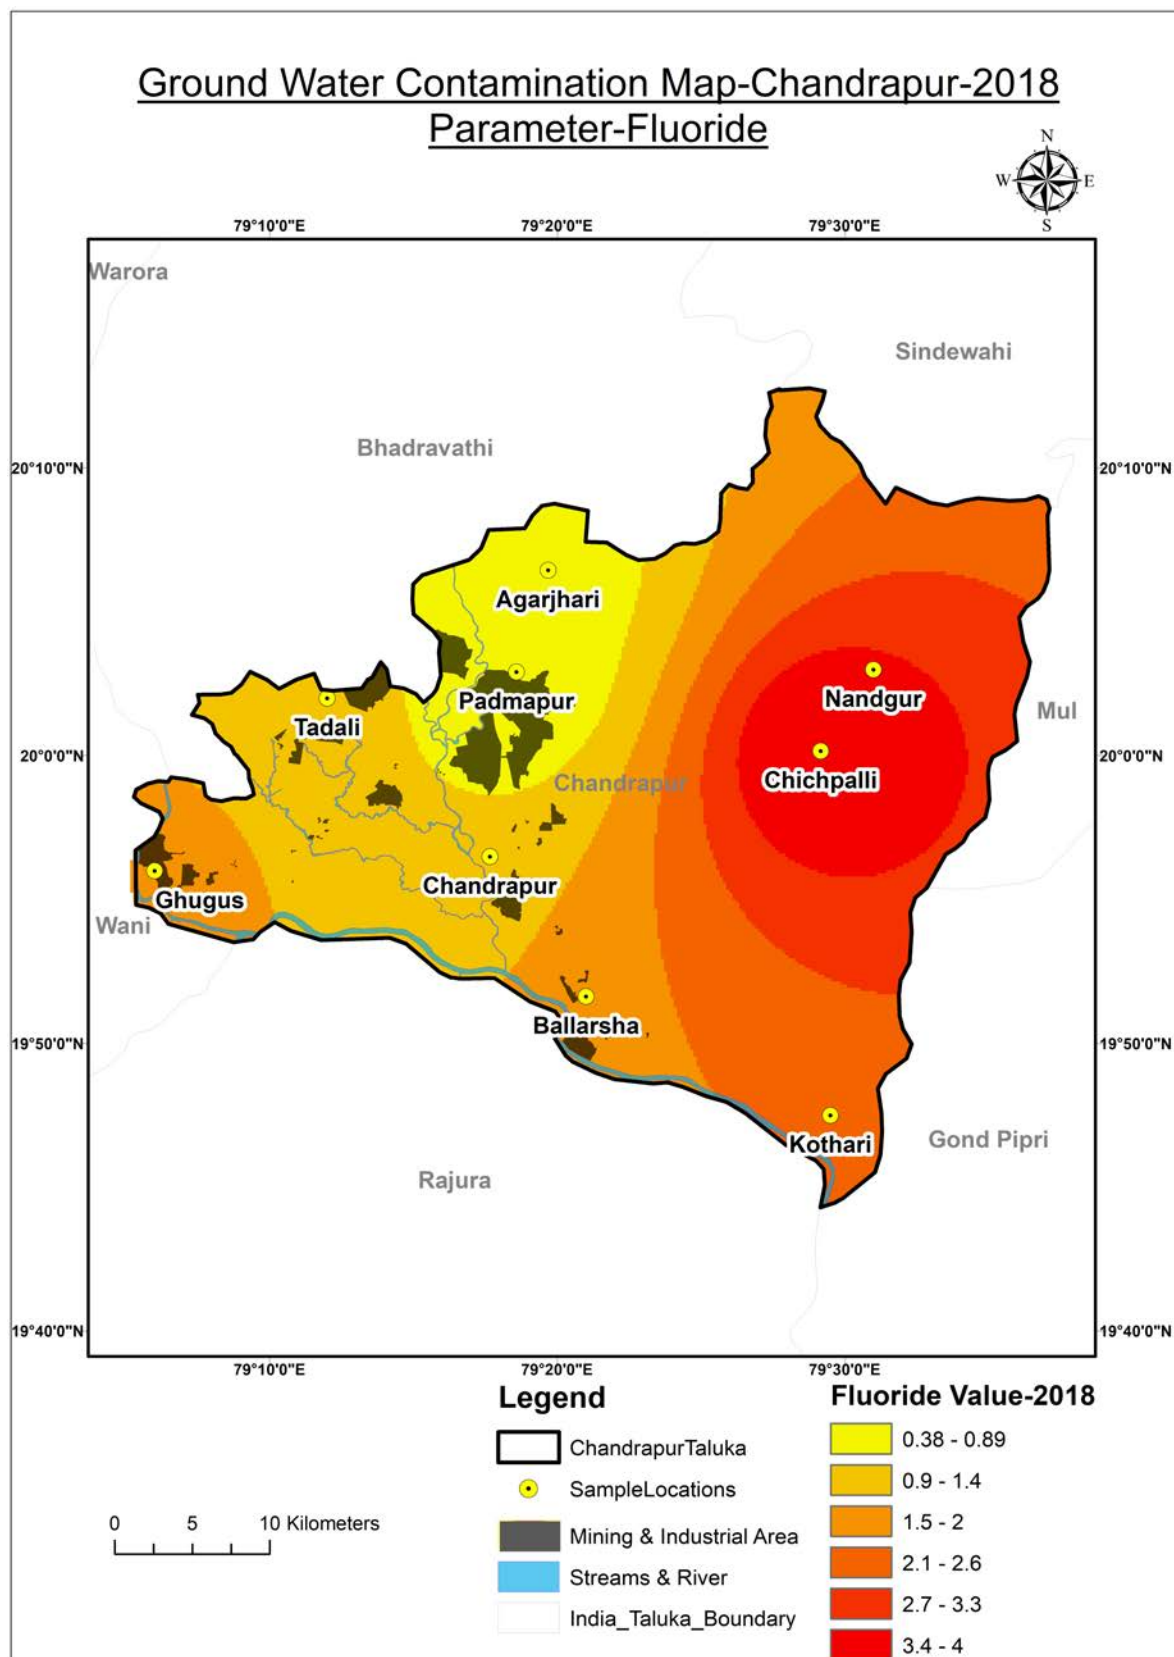 Ground Water Contamination Map-Chandrapur-2018
Parameter-Fluoride
N
W E
S
79°10'0"E 79°20'0"E 79°30'0"E
Warora
Sindewahi
Bhadravathi
20°10'0"N 20°10'0"N
Agarjhari
Padmapur
Nandgur
Mul
Tadali
20°0'0"N 20°0'0"N
Chandrapur
Chichpalli
Chandrapur
Ghugus
Wani
Ballarsha
19°50'0"N 19°50'0"N
Kothari
Gond Pipri
Rajura
19°40'0"N 19°40'0"N
79°10'0"E 79°20'0"E 79°30'0"E
Legend
ChandrapurTaluka
SampleLocations
Mining & Industrial Area
Streams & River
India_Taluka_Boundary
Fluoride Value-2018
0.38 - 0.89
0.9 - 1.4
1.5 - 2
2.1 - 2.6
2.7 - 3.3
3.4 - 4
0 5 10 Kilometers